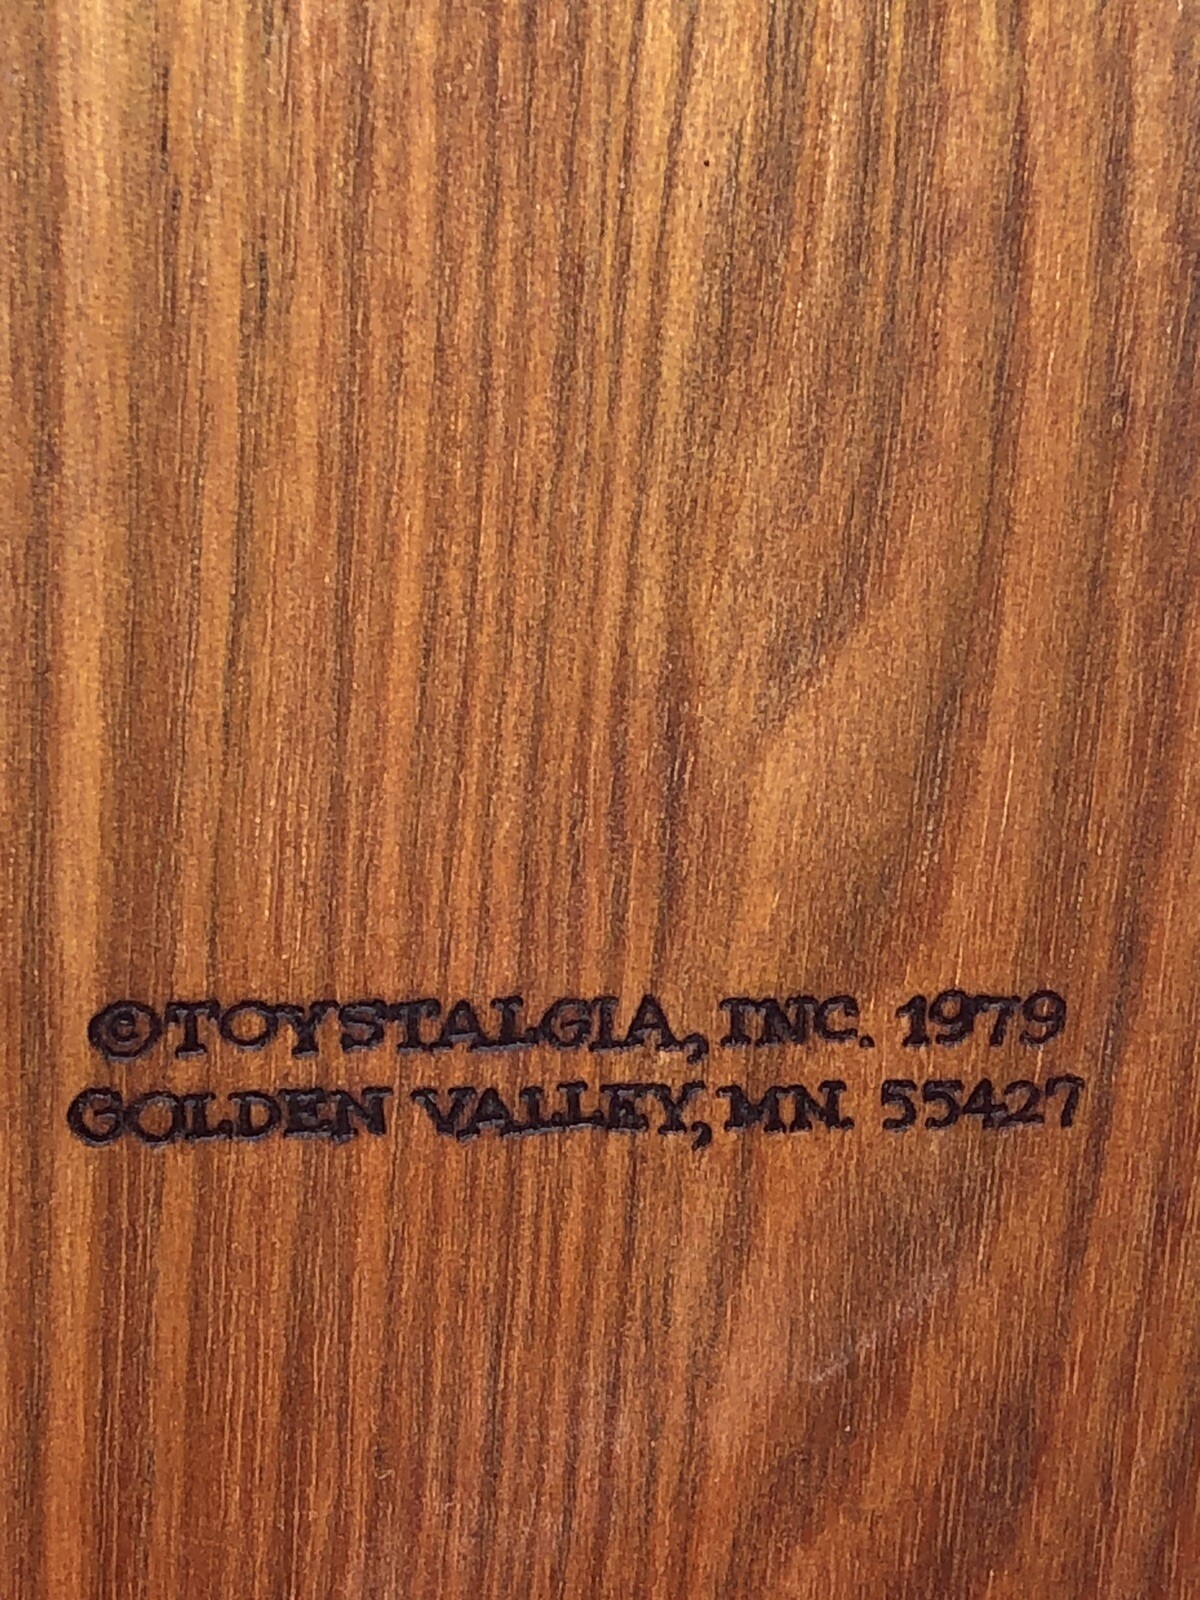 ©TOYSTALGIA, INC. 1979
GOLDEN VALLEY, MN. 55427